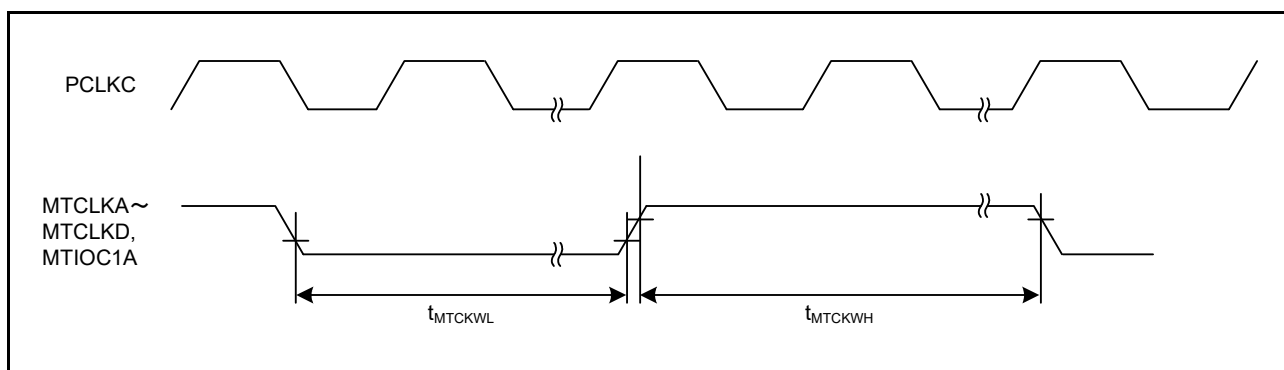 PCLKC
MTCLKA～
MTCLKD,
MTIOC1A
tMTCKWL
tMTCKWH